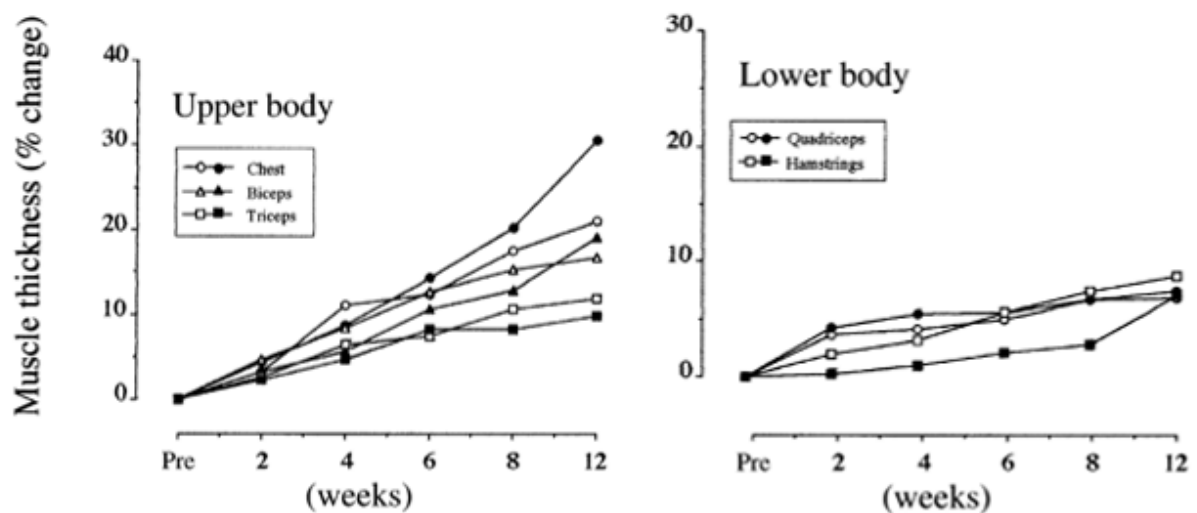 Muscle thickness (% change)
40
30
20
10
0
Upper body
Chest
Biceps
Triceps
Pre 2 4 6 8 12
(weeks)
30
20
10
0
Lower body
Quadriceps
Hamstrings
Pre 2 4 6 8 12
(weeks)